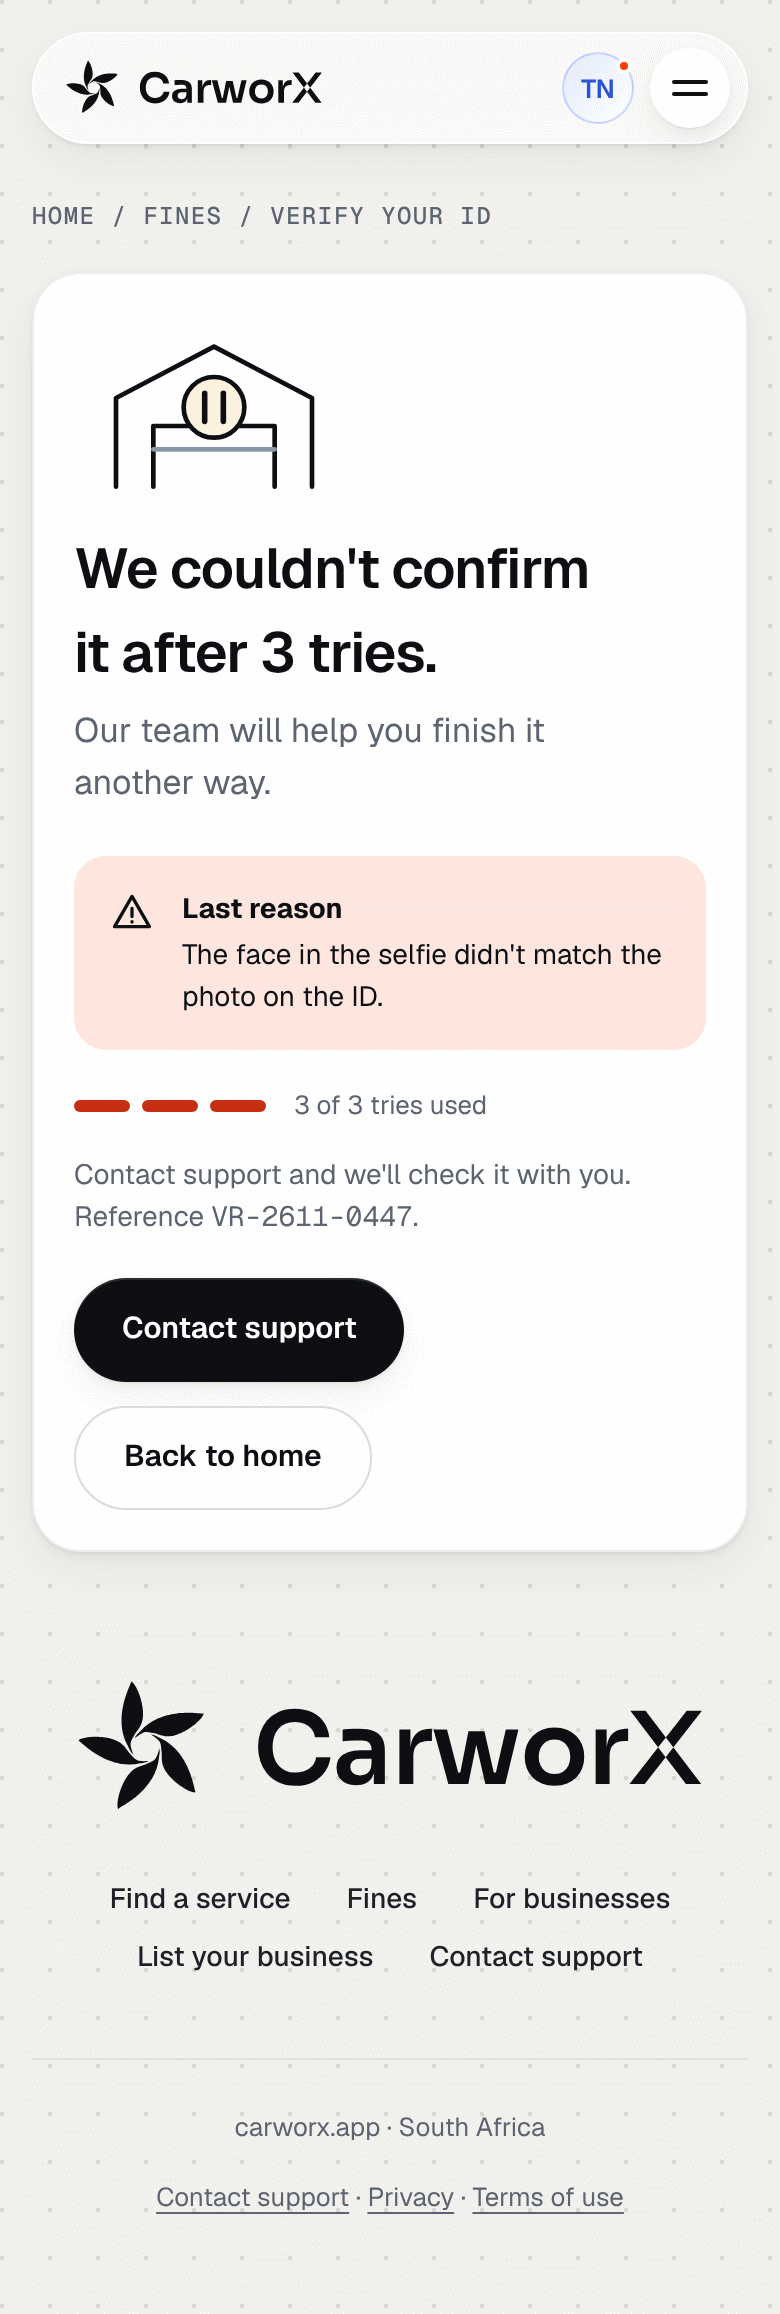 CarworX
TN
HOME / FINES / VERIFY YOUR ID
We couldn't confirm
it after 3 tries.
Our team will help you finish it
another way.
Last reason
The face in the selfie didn't match the
photo on the ID.
3 of 3 tries used
Contact support and we'll check it with you.
Reference VR-2611-0447.
Contact support
Back to home
CarworX
Find a service Fines For businesses
List your business Contact support
carworx.app · South Africa
Contact support · Privacy · Terms of use